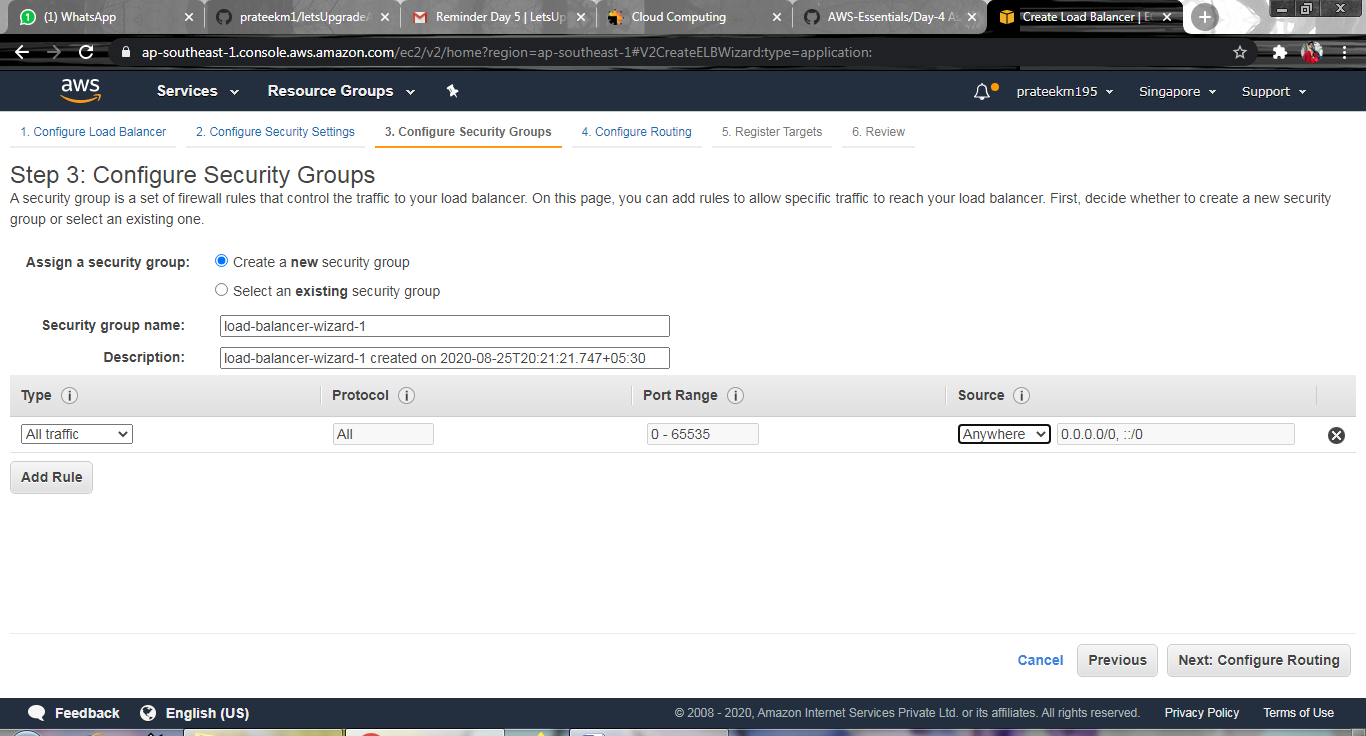 (1) WhatsApp
prateekm1/letsUpgradeA
Reminder Day 5 | LetsUp
Cloud Computing
AWS-Essentials/Day-4 As
Create Load Balancer | EC
ap-southeast-1.console.aws.amazon.com/ec2/v2/home?region=ap-southeast-1#V2CreateELBWizard:type=application:
aws Services Resource Groups prateekm195 Singapore Support
1. Configure Load Balancer 2. Configure Security Settings 3. Configure Security Groups 4. Configure Routing 5. Register Targets 6. Review
Step 3: Configure Security Groups
A security group is a set of firewall rules that control the traffic to your load balancer. On this page, you can add rules to allow specific traffic to reach your load balancer. First, decide whether to create a new security
group or select an existing one.
Assign a security group: Create a new security group
Select an existing security group
Security group name: load-balancer-wizard-1
Description: load-balancer-wizard-1 created on 2020-08-25T20:21:21.747+05:30
Type i Protocol i Port Range i Source i
All traffic All 0 - 65535 Anywhere 0.0.0.0/0, ::/0
Add Rule
Cancel Previous Next: Configure Routing
Feedback English (US) © 2008 - 2020, Amazon Internet Services Private Ltd. or its affiliates. All rights reserved. Privacy Policy Terms of Use